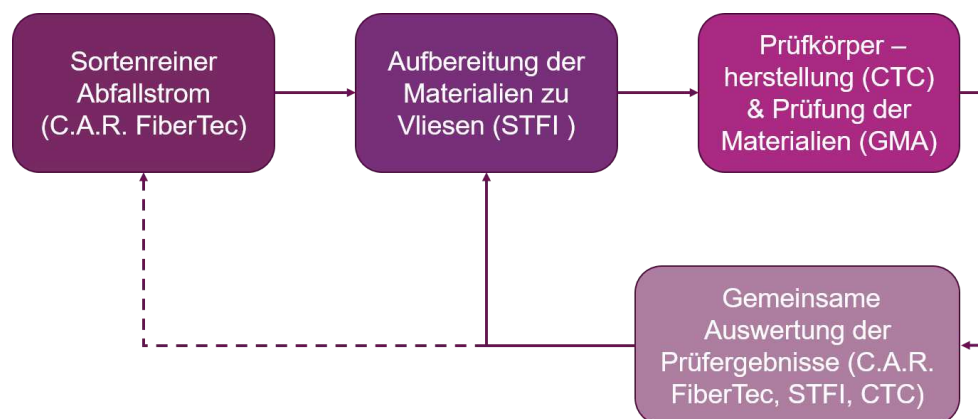 Sortenreiner
Abfallstrom
(C.A.R. FiberTec)
Aufbereitung der
Materialien zu
Vliesen (STFI )
Prüfkörper –
herstellung (CTC)
& Prüfung der
Materialien (GMA)
Gemeinsame
Auswertung der
Prüfergebnisse (C.A.R.
FiberTec, STFI, CTC)